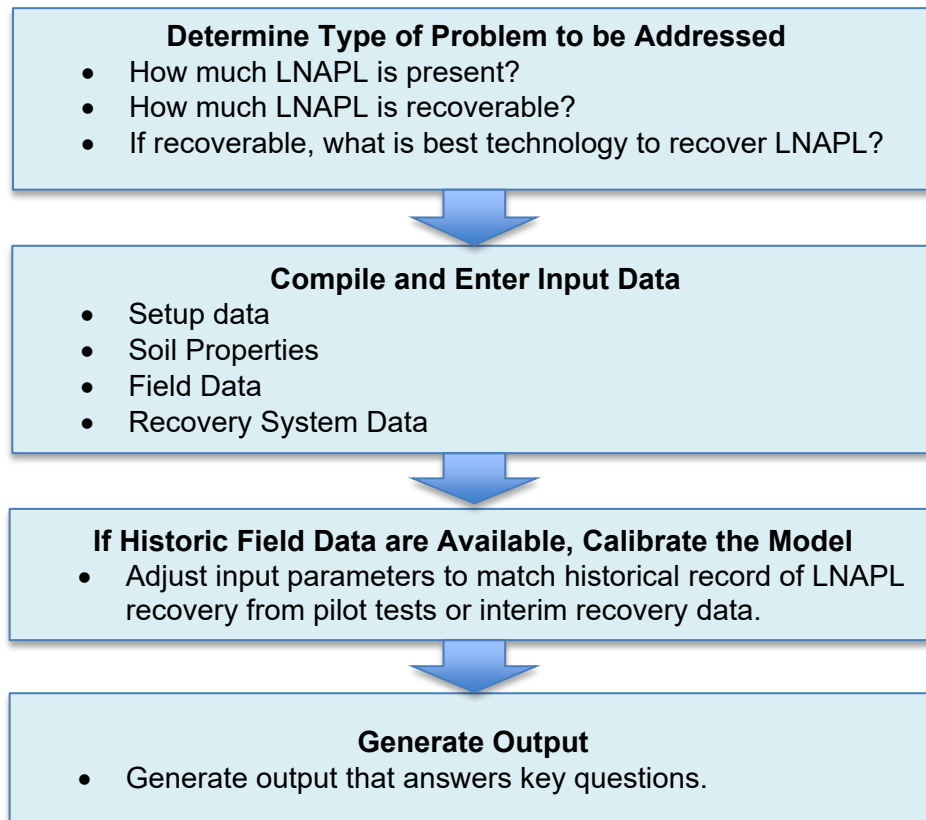 Determine Type of Problem to be Addressed
• How much LNAPL is present?
• How much LNAPL is recoverable?
• If recoverable, what is best technology to recover LNAPL?
Compile and Enter Input Data
• Setup data
• Soil Properties
• Field Data
• Recovery System Data
If Historic Field Data are Available, Calibrate the Model
• Adjust input parameters to match historical record of LNAPL
recovery from pilot tests or interim recovery data.
Generate Output
• Generate output that answers key questions.